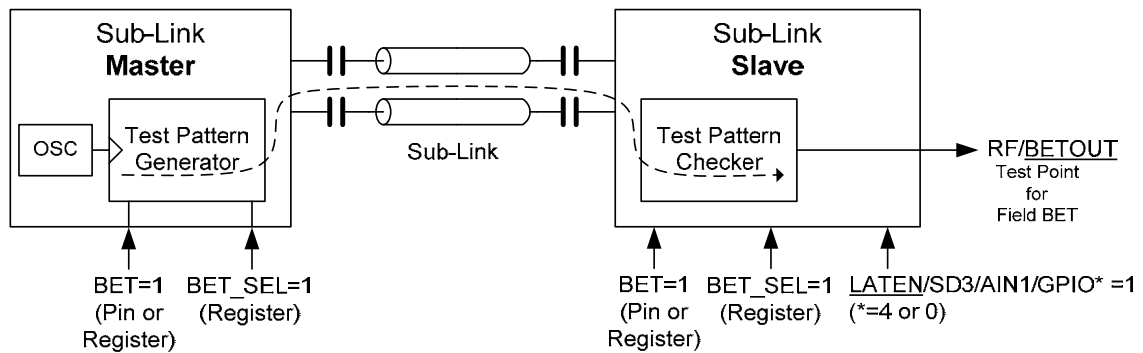 Sub-Link
Master
OSC
Test Pattern
Generator
Sub-Link
Sub-Link
Slave
Test Pattern
Checker
RF/BETOUT
Test Point
for
Field BET
BET=1
(Pin or
Register)
BET_SEL=1
(Register)
BET=1
(Pin or
Register)
BET_SEL=1
(Register)
LATEN/SD3/AIN1/GPIO* =1
(*=4 or 0)